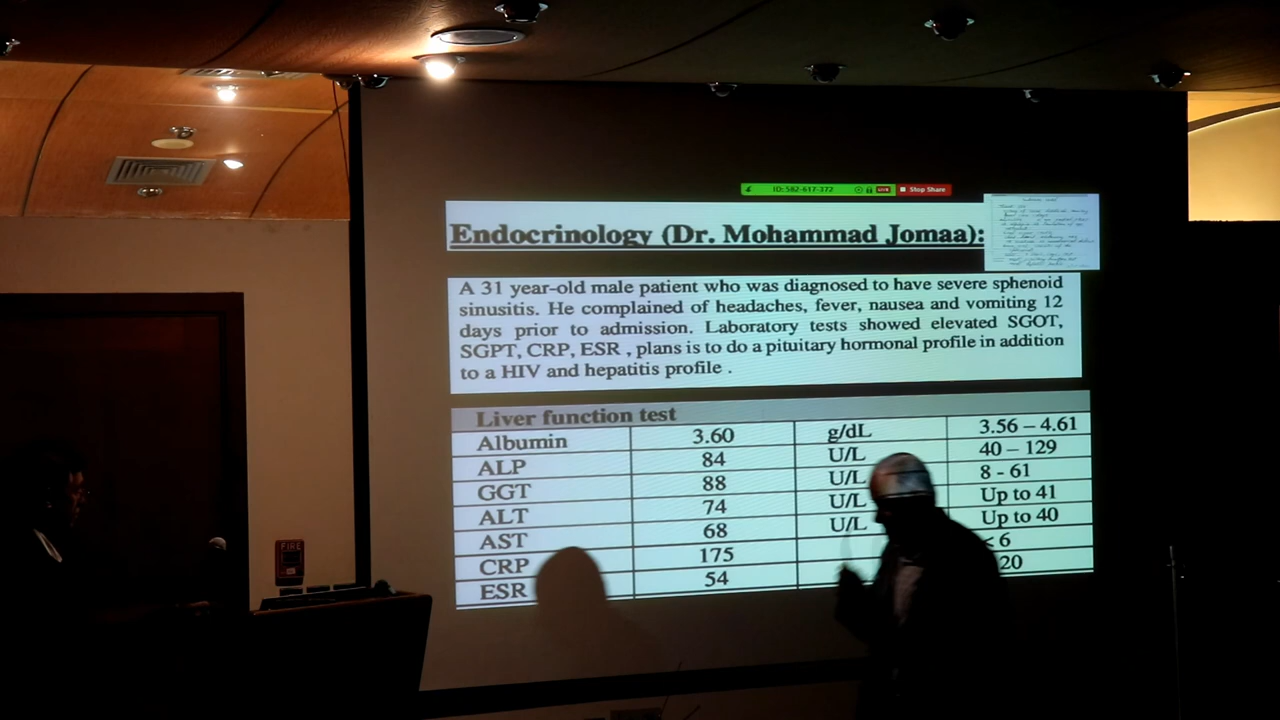 ID: 582-617-372 LIVE Stop Share
Endocrinology (Dr. Mohammad Jomaa):
A 31 year-old male patient who was diagnosed to have severe sphenoid
sinusitis. He complained of headaches, fever, nausea and vomiting 12
days prior to admission. Laboratory tests showed elevated SGOT,
SGPT, CRP, ESR , plans is to do a pituitary hormonal profile in addition
to a HIV and hepatitis profile .
Liver function test
Albumin 3.60 g/dL 3.56 – 4.61
ALP 84 U/L 40 – 129
GGT 88 U/L 8 - 61
ALT 74 U/L Up to 41
AST 68 U/L Up to 40
CRP 175 < 6
ESR 54 20
FIRE